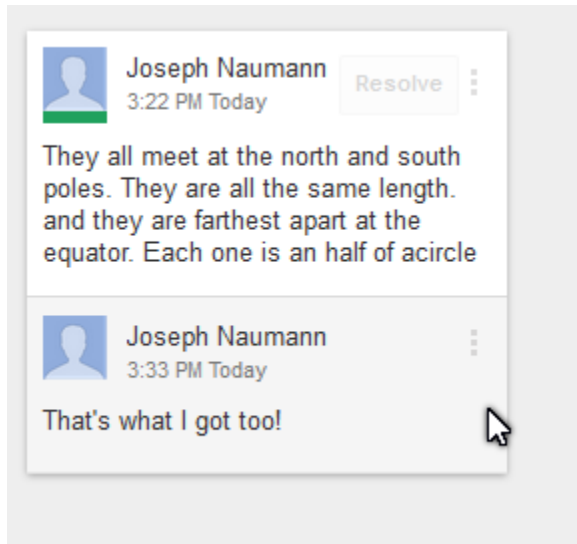 Joseph Naumann
Resolve
3:22 PM Today
They all meet at the north and south
poles. They are all the same length.
and they are farthest apart at the
equator. Each one is an half of acircle
Joseph Naumann
3:33 PM Today
That's what I got too!